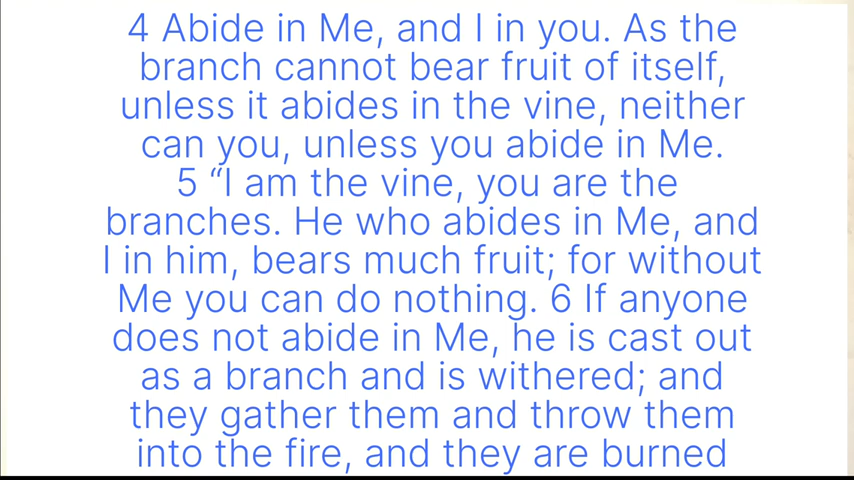 4 Abide in Me, and I in you. As the
branch cannot bear fruit of itself,
unless it abides in the vine, neither
can you, unless you abide in Me.
5 “I am the vine, you are the
branches. He who abides in Me, and
I in him, bears much fruit; for without
Me you can do nothing. 6 If anyone
does not abide in Me, he is cast out
as a branch and is withered; and
they gather them and throw them
into the fire, and they are burned